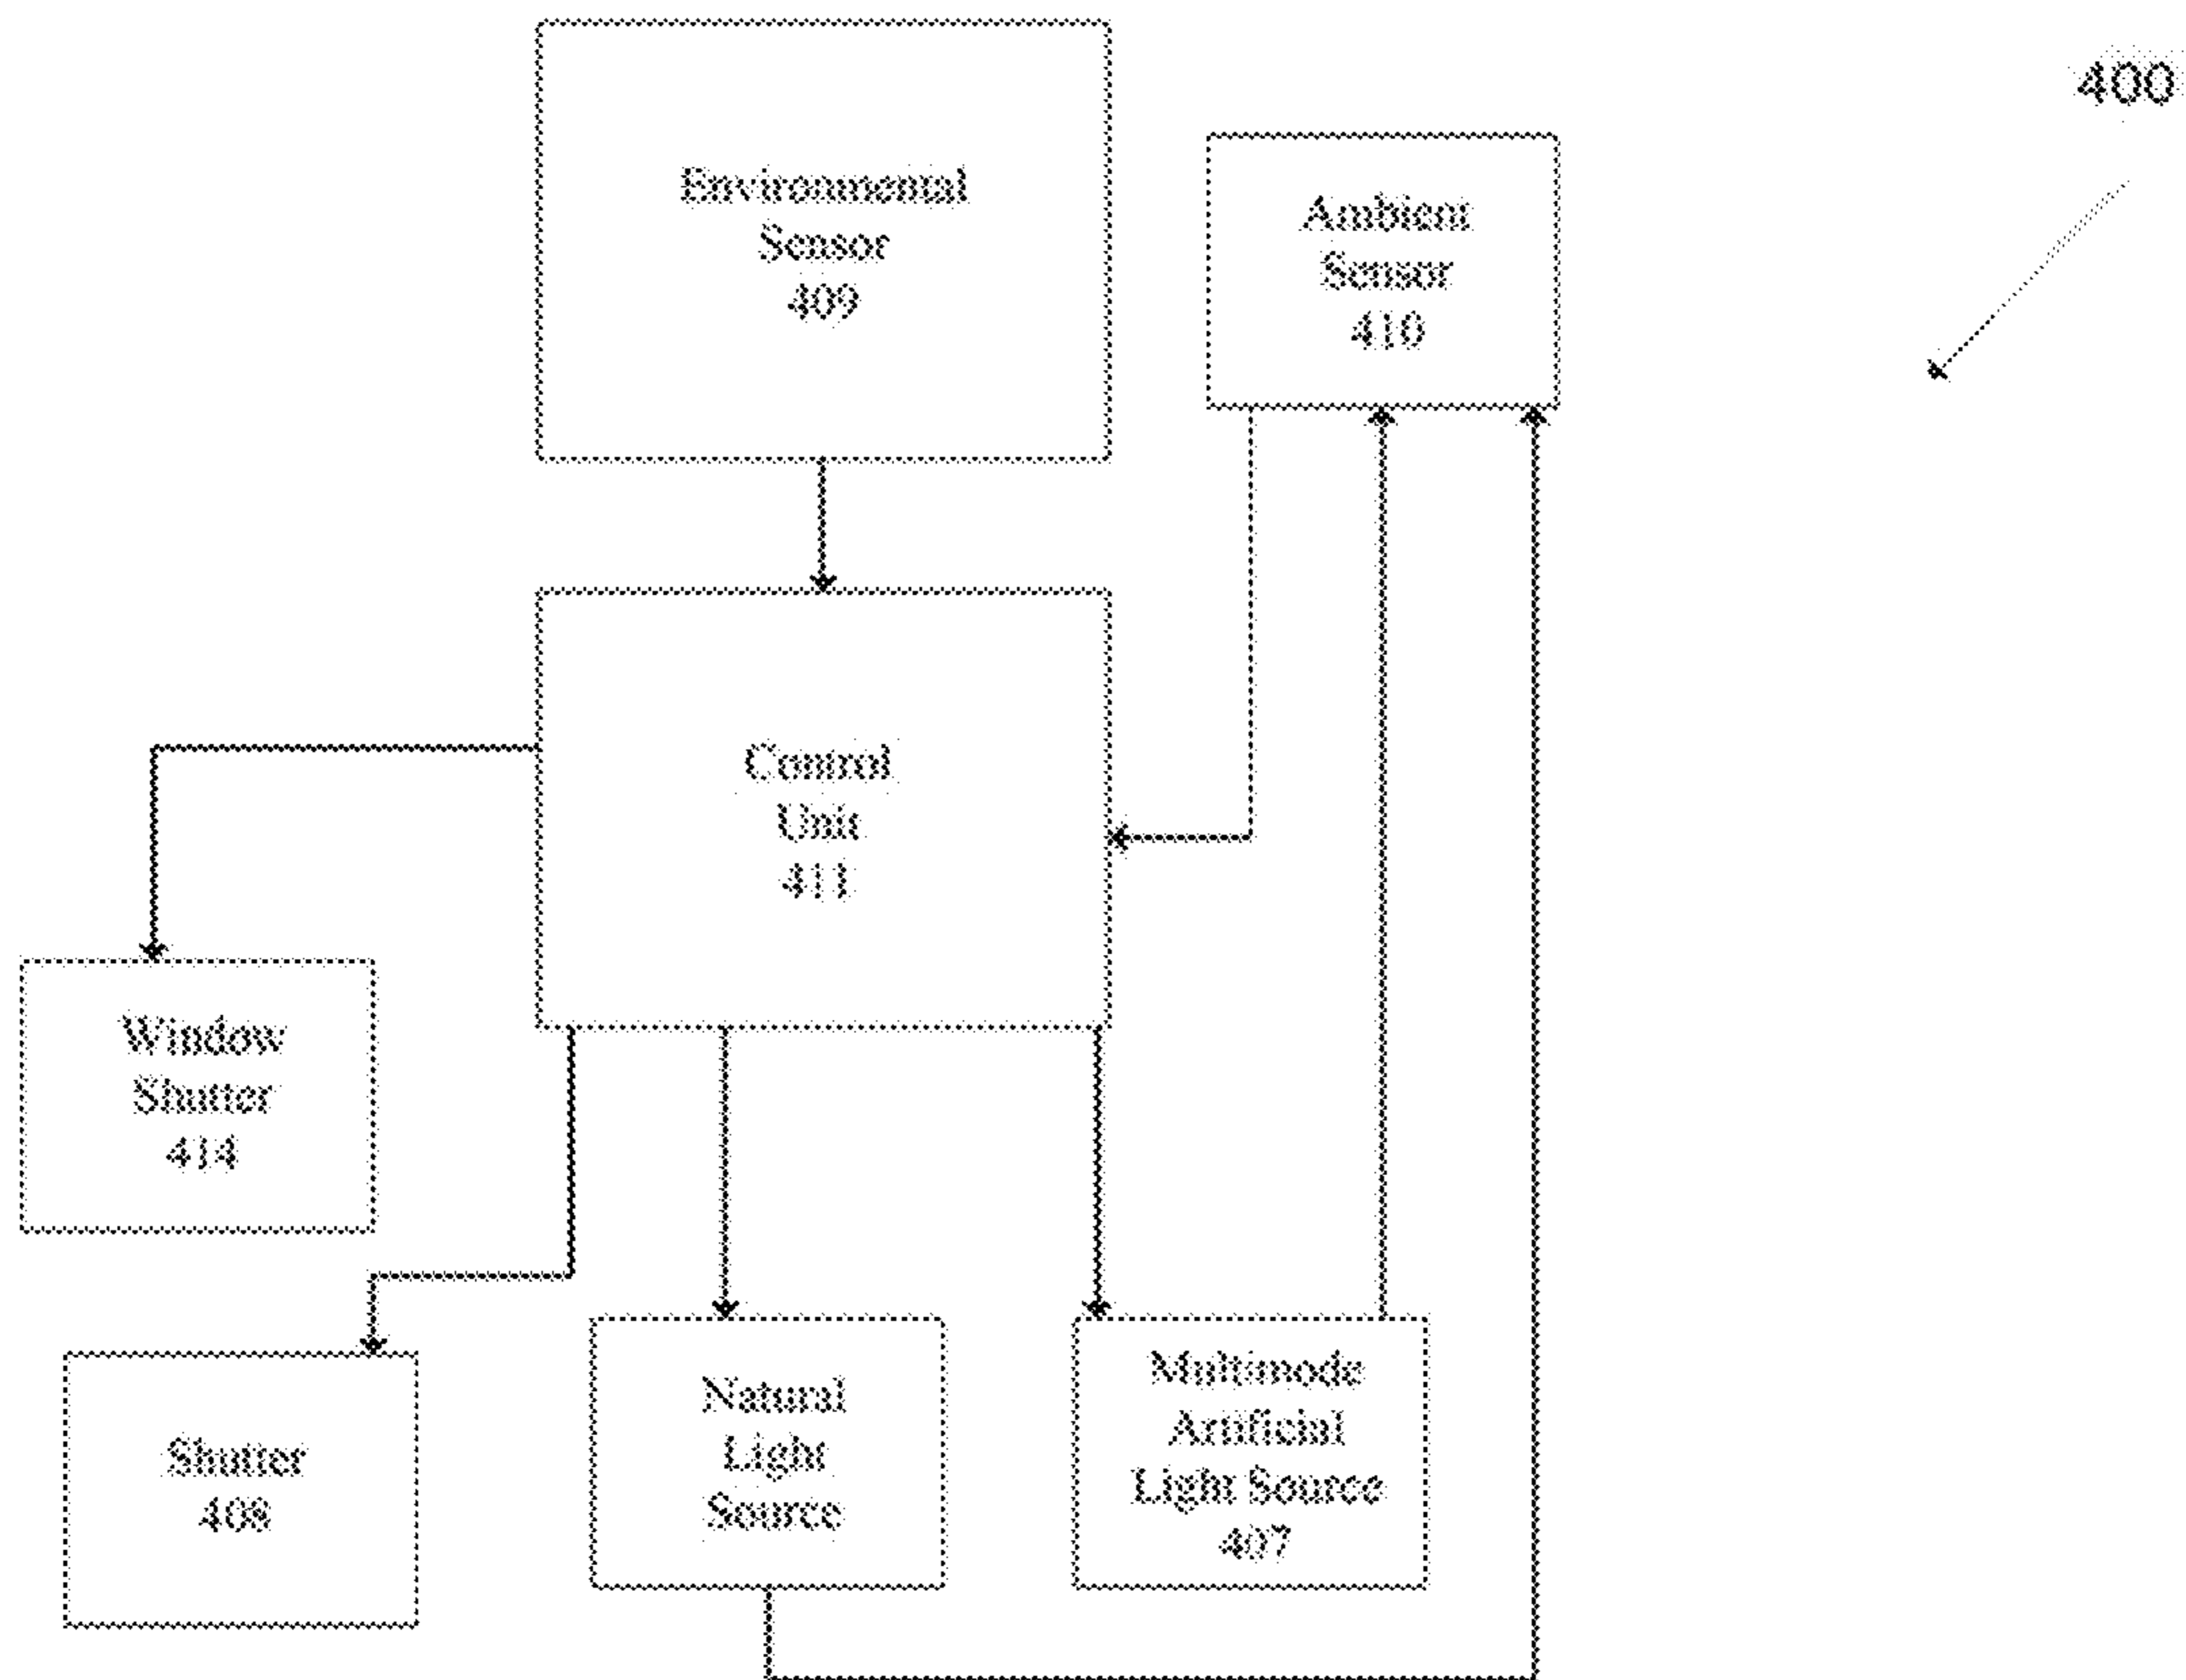 400
Environmental
Sensor
409
Ambient
Sensor
410
Control
Unit
411
Window
Shutter
414
Shutter
408
Natural
Light
Source
Multimode
Artificial
Light Source
407